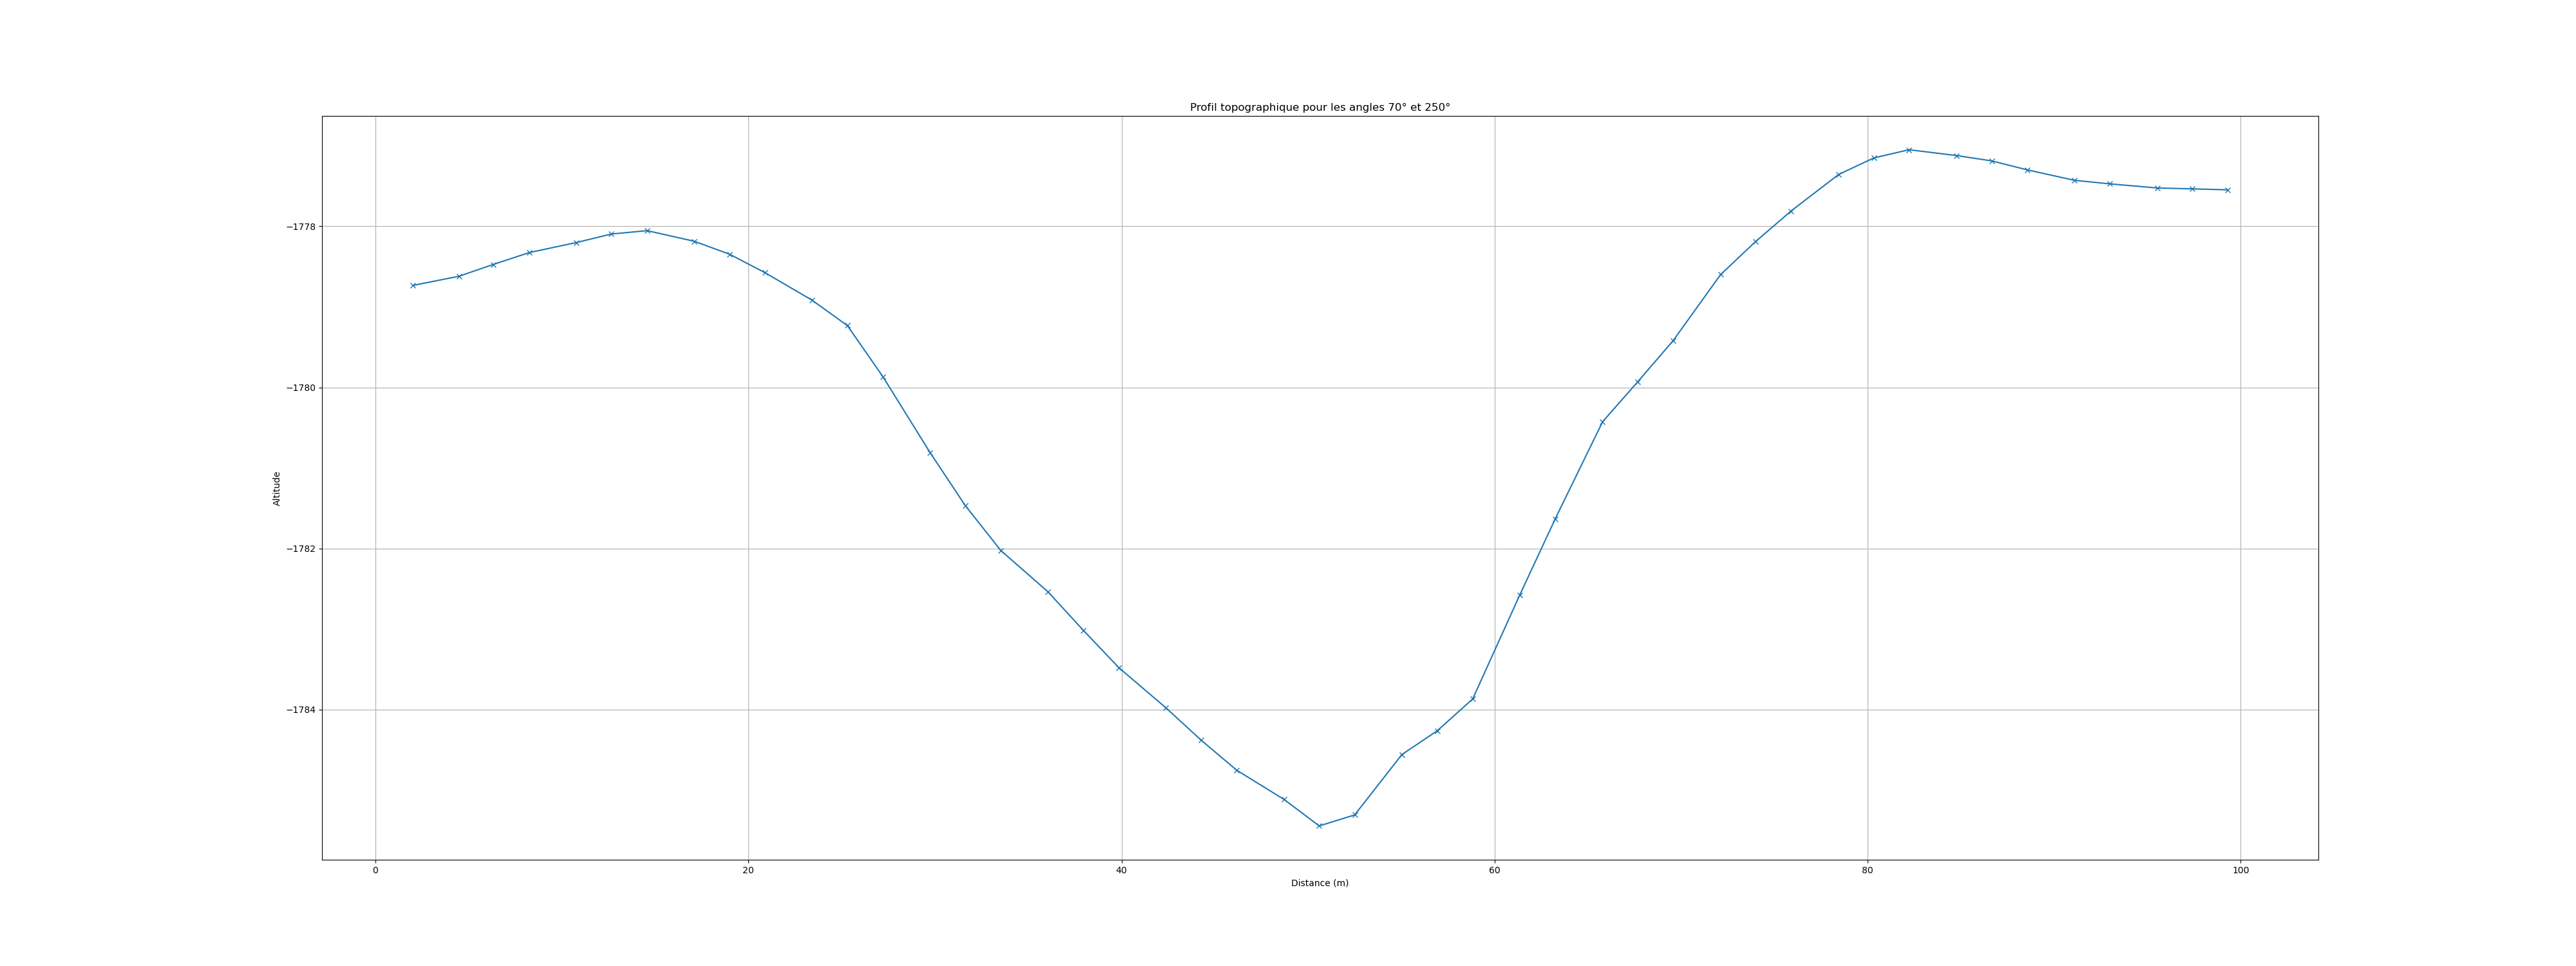 Profil topographique pour les angles 70° et 250°
Altitude
−1778
−1780
−1782
−1784
0 20 40 60 80 100
Distance (m)